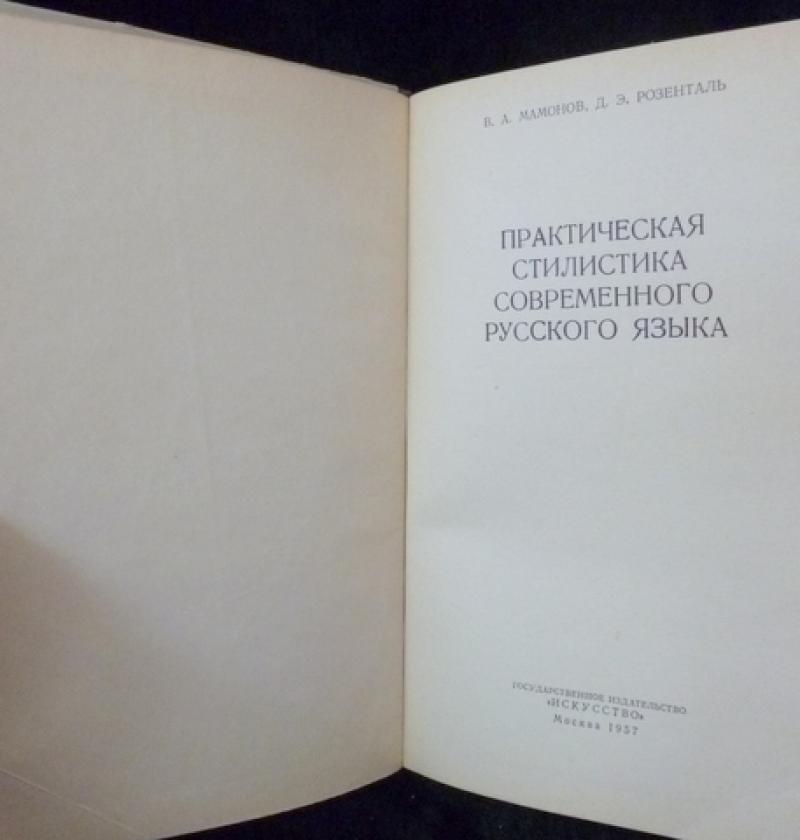 В. А. МАМОНОВ, Д. Э. РОЗЕНТАЛЬ
ПРАКТИЧЕСКАЯ
СТИЛИСТИКА
СОВРЕМЕННОГО
РУССКОГО ЯЗЫКА
ГОСУДАРСТВЕННОЕ ИЗДАТЕЛЬСТВО
«ИСКУССТВО»
Москва 1957